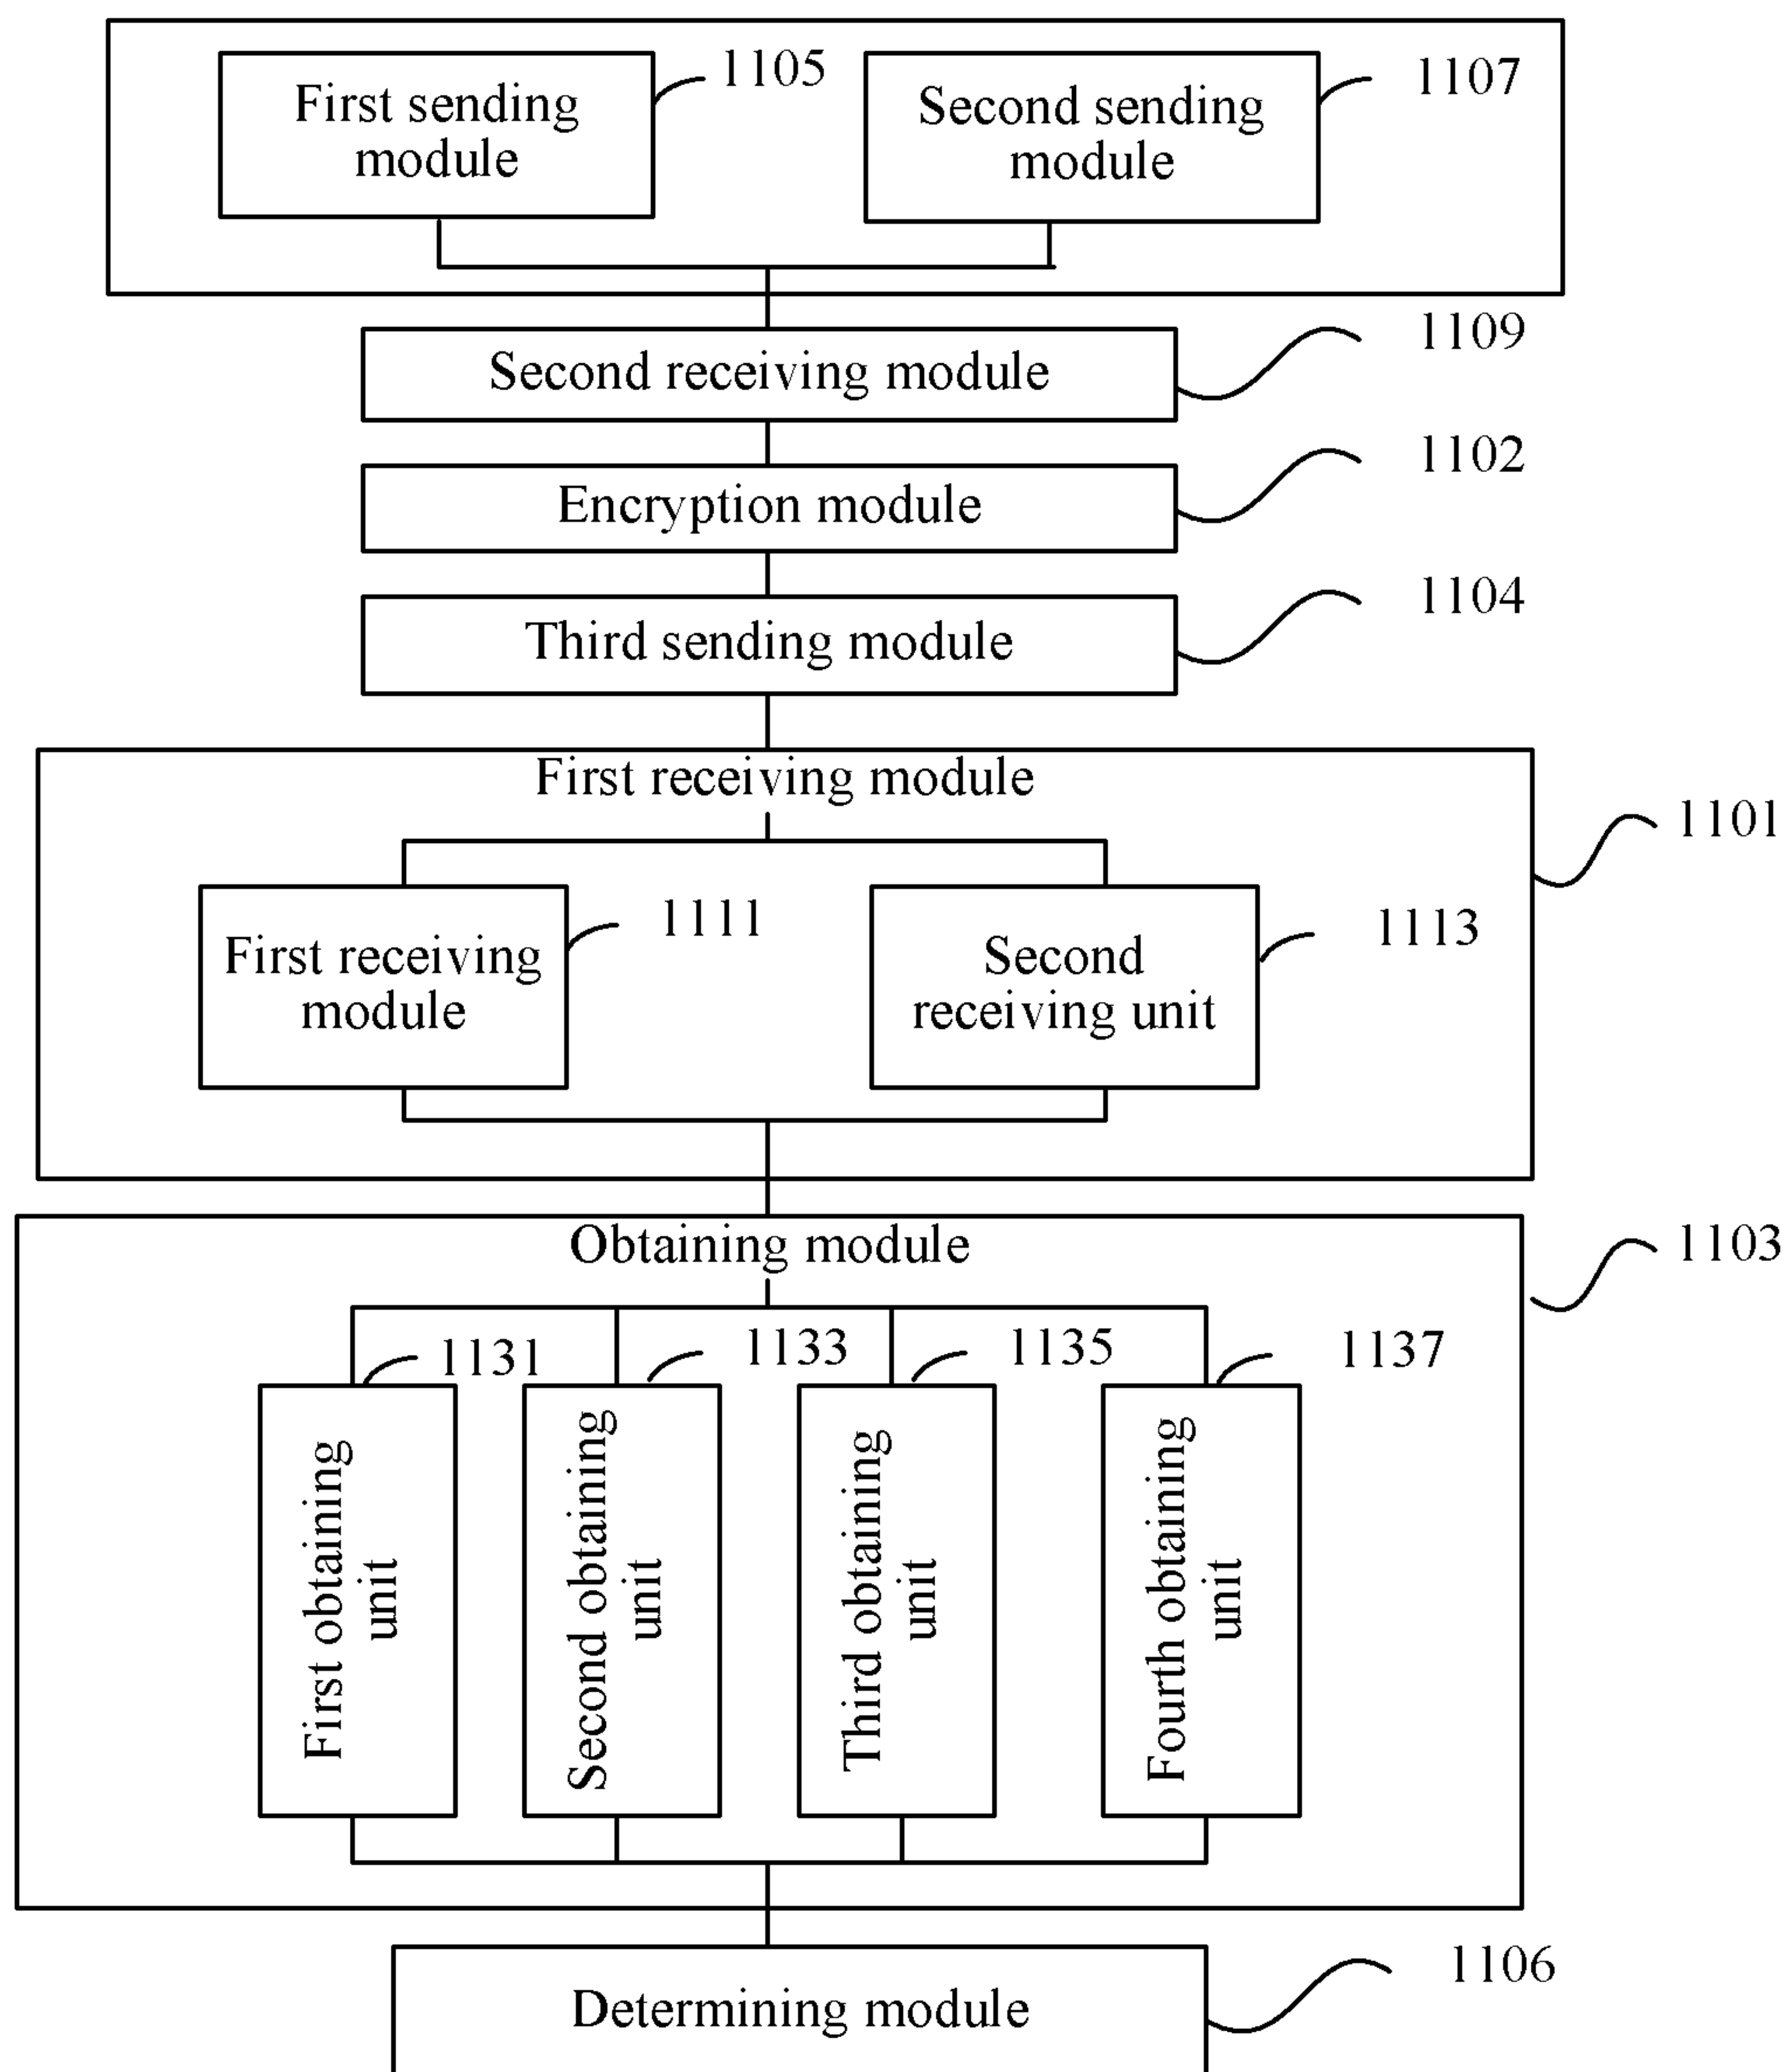 First sending
module
1105
Second sending
module
1107
Second receiving module
1109
Encryption module
1102
Third sending module
1104
First receiving module
1101
First receiving
module
1111
Second
receiving unit
1113
Obtaining module
1103
1131
1133
1135
1137
First obtaining
unit
Second obtaining
unit
Third obtaining
unit
Fourth obtaining
unit
Determining module
1106